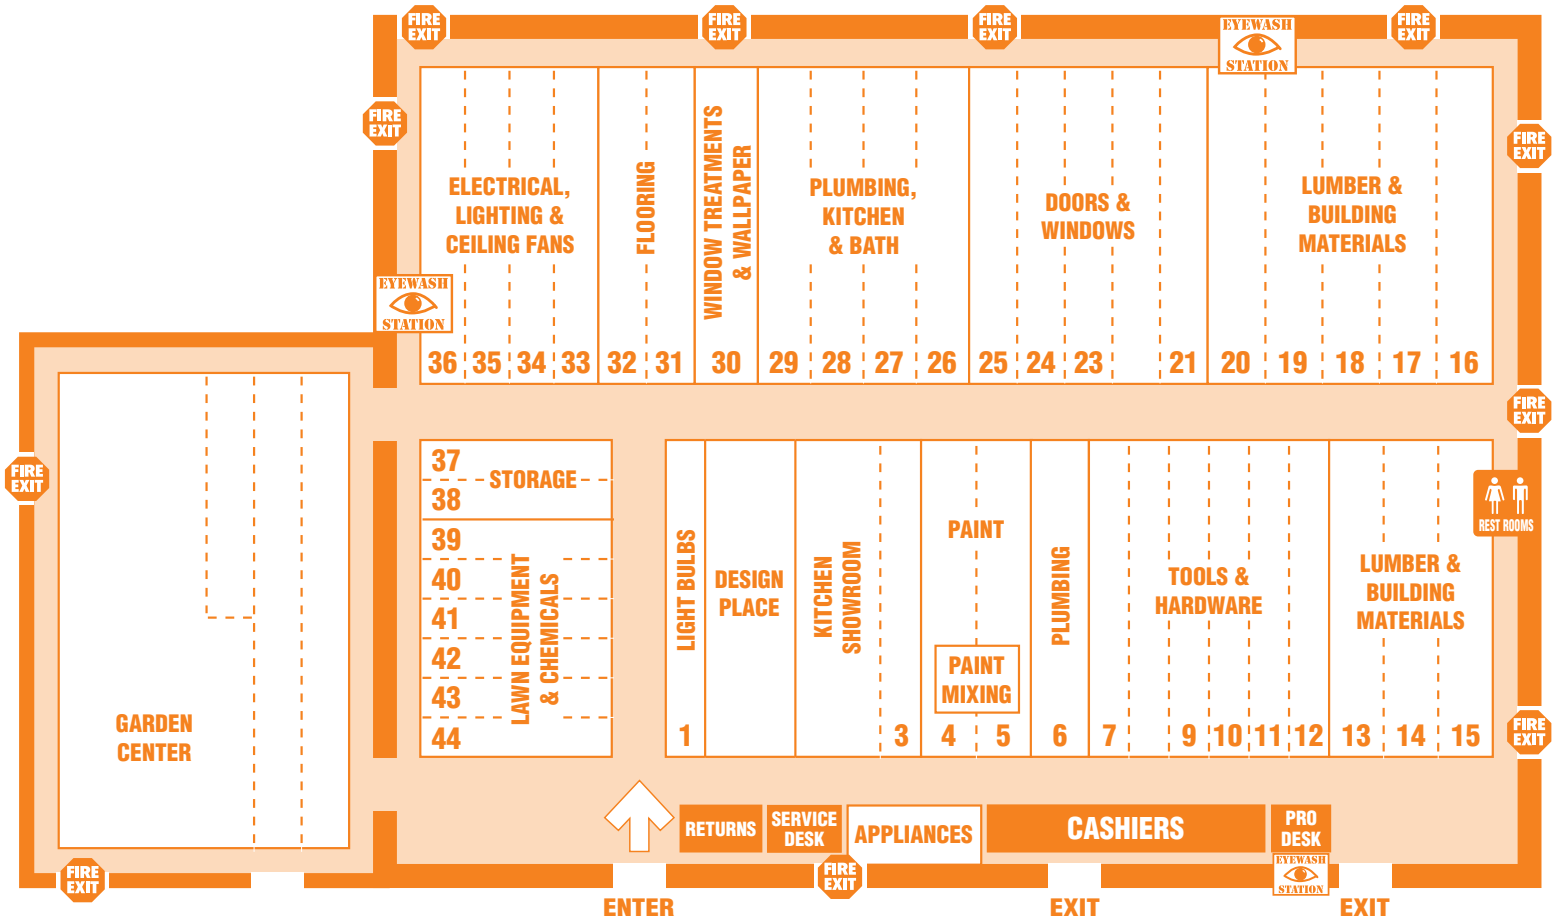 FIRE
EXIT
FIRE
EXIT
FIRE
EXIT
FIRE
EXIT
EYEWASH
STATION
FIRE
EXIT
FIRE
EXIT
ELECTRICAL,
LIGHTING &
CEILING FANS
FLOORING
WINDOW TREATMENTS
& WALLPAPER
PLUMBING,
KITCHEN
& BATH
DOORS &
WINDOWS
LUMBER &
BUILDING
MATERIALS
EYEWASH
STATION
36 35 34 33 32 31 30 29 28 27 26 25 24 23 21 20 19 18 17 16
FIRE
EXIT
FIRE
EXIT
37
STORAGE
38
39
40
41
42
43
44
LAWN EQUIPMENT
& CHEMICALS
LIGHT BULBS
DESIGN
PLACE
KITCHEN
SHOWROOM
PAINT
PAINT
MIXING
PLUMBING
TOOLS &
HARDWARE
LUMBER &
BUILDING
MATERIALS
REST ROOMS
1 3 4 5 6 7 9 10 11 12 13 14 15
FIRE
EXIT
GARDEN
CENTER
RETURNS
SERVICE
DESK
APPLIANCES
CASHIERS
PRO
DESK
FIRE
EXIT
FIRE
EXIT
EYEWASH
STATION
ENTER
EXIT
EXIT